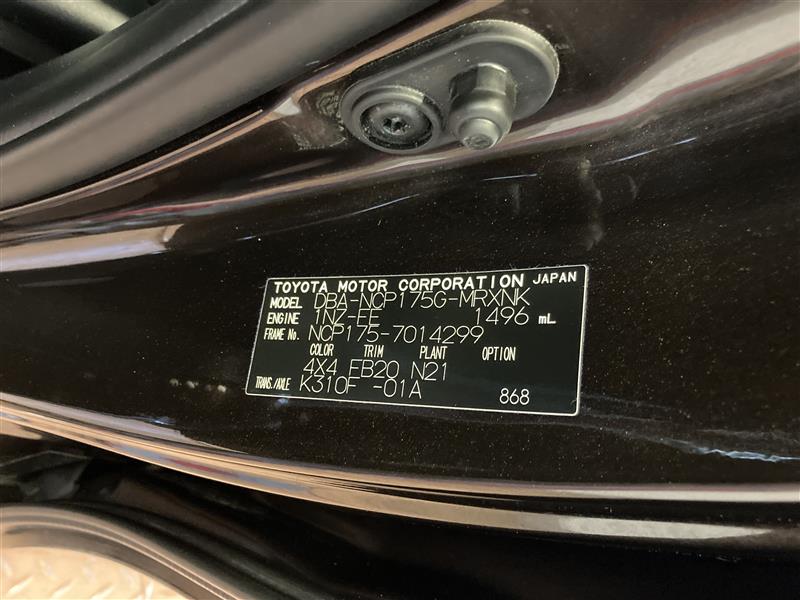 TOYOTA MOTOR CORPORATION JAPAN
MODEL DBA-NCP175G-MRXNK
ENGINE 1NZ-FE 1496 mL
FRAME No. NCP175-7014299
COLOR TRIM PLANT OPTION
4X4 FB20 N21
TRANS./AXLE K310F -01A
868